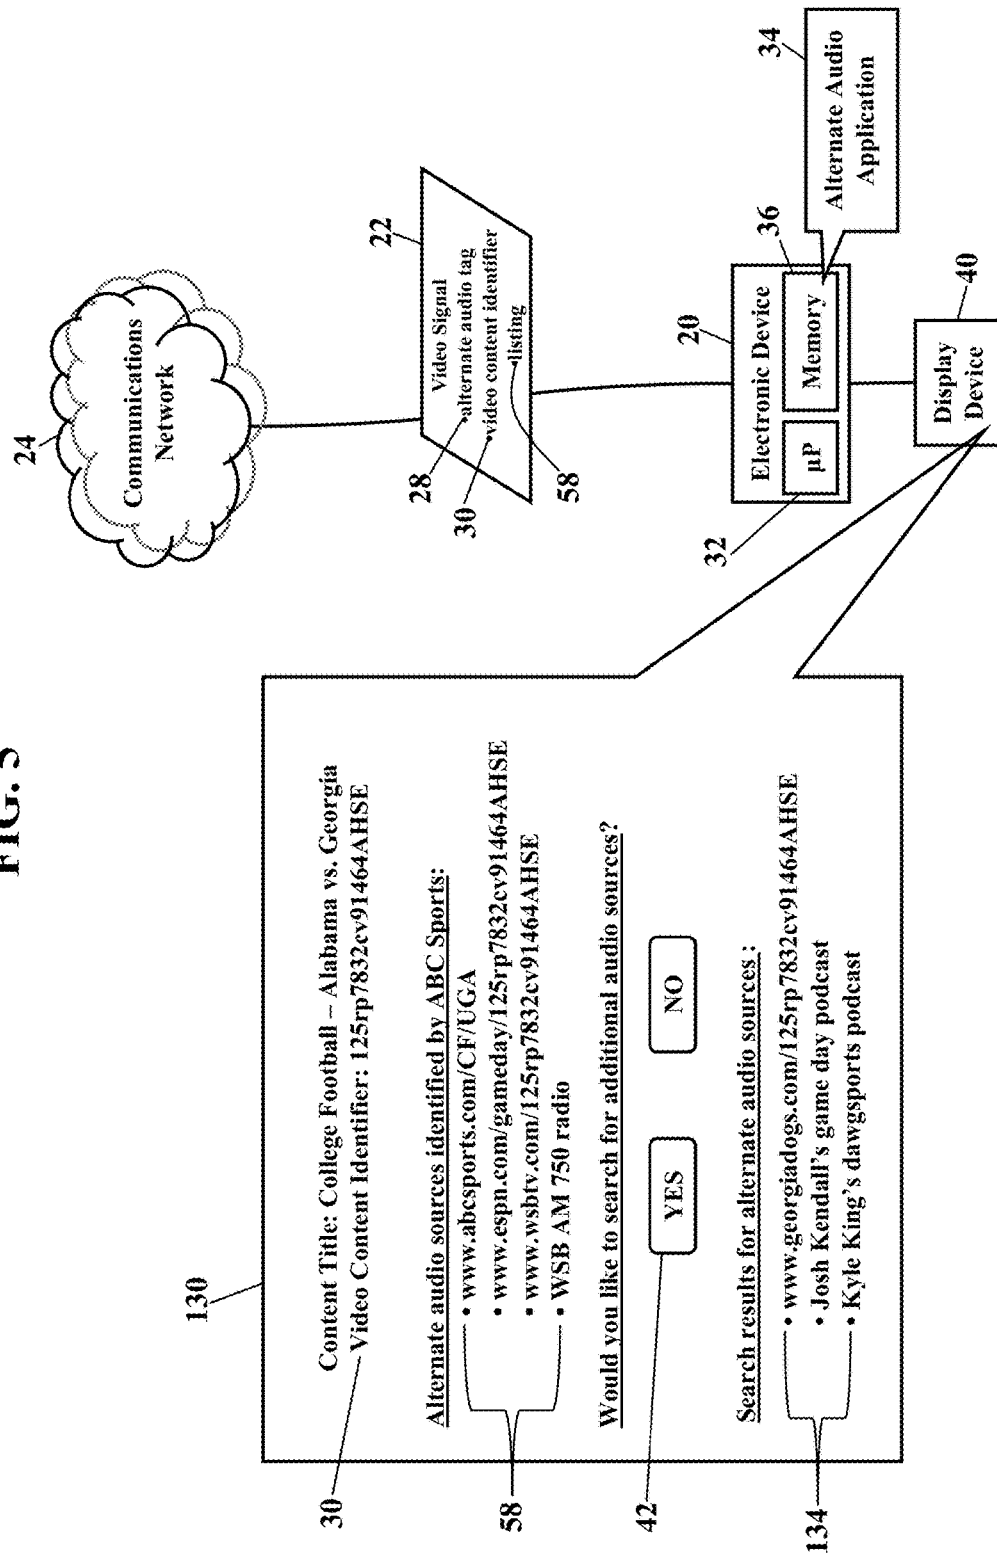 FIG.
24
Communications
Network
22
Video Signal
•alternate audio tag
•video content identifier
•listing
28
30
58
20
Electronic Device
36
μP
Memory
32
34
Alternate Audio
Application
40
Display
Device
130
Content Title: College Football – Alabama vs. Georgia
Video Content Identifier: 125rp7832cv91464AHSE
30
Alternate audio sources identified by ABC Sports:
• www.abcsports.com/CF/UGA
• www.espn.com/gameday/125rp7832cv91464AHSE
• www.wsbtv.com/125rp7832cv91464AHSE
• WSB AM 750 radio
58
Would you like to search for additional audio sources?
YES
NO
42
Search results for alternate audio sources :
• www.georgiadogs.com/125rp7832cv91464AHSE
• Josh Kendall's game day podcast
• Kyle King's dawgsports podcast
134